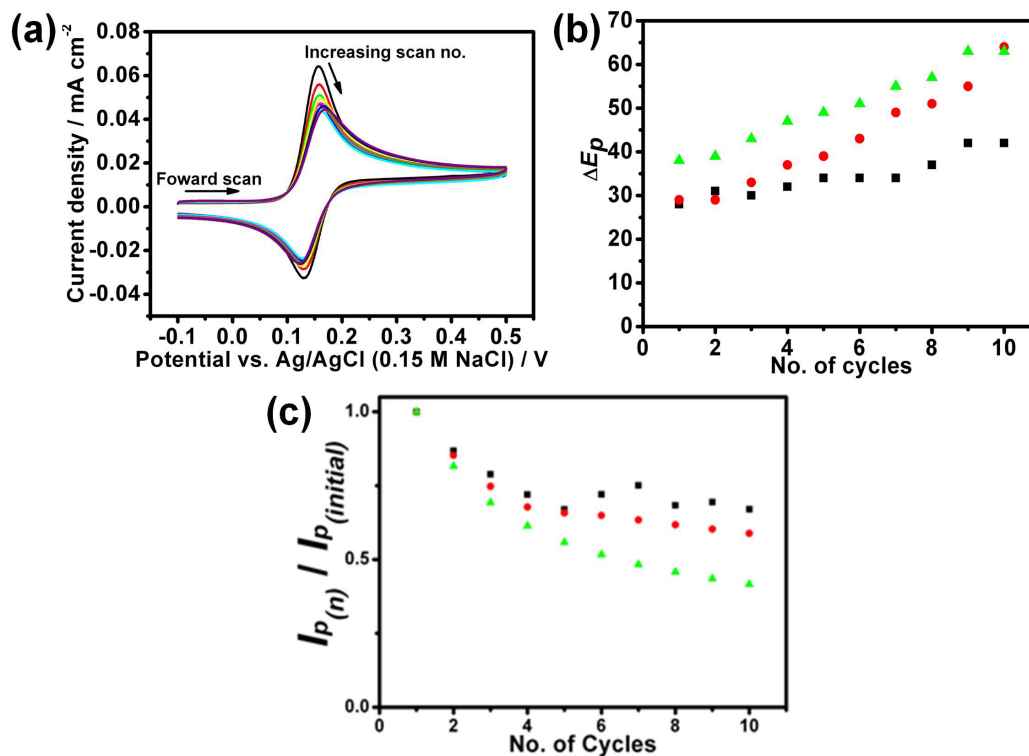 (a)
Current density / mA cm⁻²
0.08
0.06
0.04
0.02
0.00
-0.02
-0.04
Increasing scan no.
Foward scan
-0.1 0.0 0.1 0.2 0.3 0.4 0.5
Potential vs. Ag/AgCl (0.15 M NaCl) / V
(b)
ΔEp
70
60
50
40
30
20
10
0
0 2 4 6 8 10
No. of cycles
(c)
Ip(n) / Ip(initial)
1.0
0.5
0.0
0 2 4 6 8 10
No. of Cycles